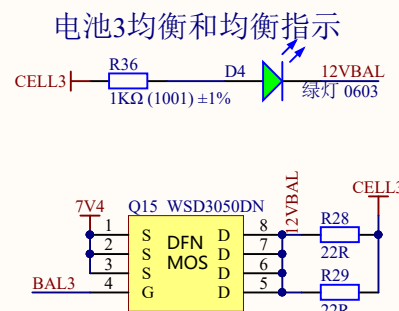 电池3均衡和均衡指示
R36
D4
12VBAL
CELL3
1KΩ (1001) ±1%
绿灯 0603
CELL3
12VBAL
7V4
Q15 WSD3050DN
1 S D 8
2 S D 7
3 S D 6
4 G D 5
DFN
MOS
R28
22R
BAL3
R29
22R